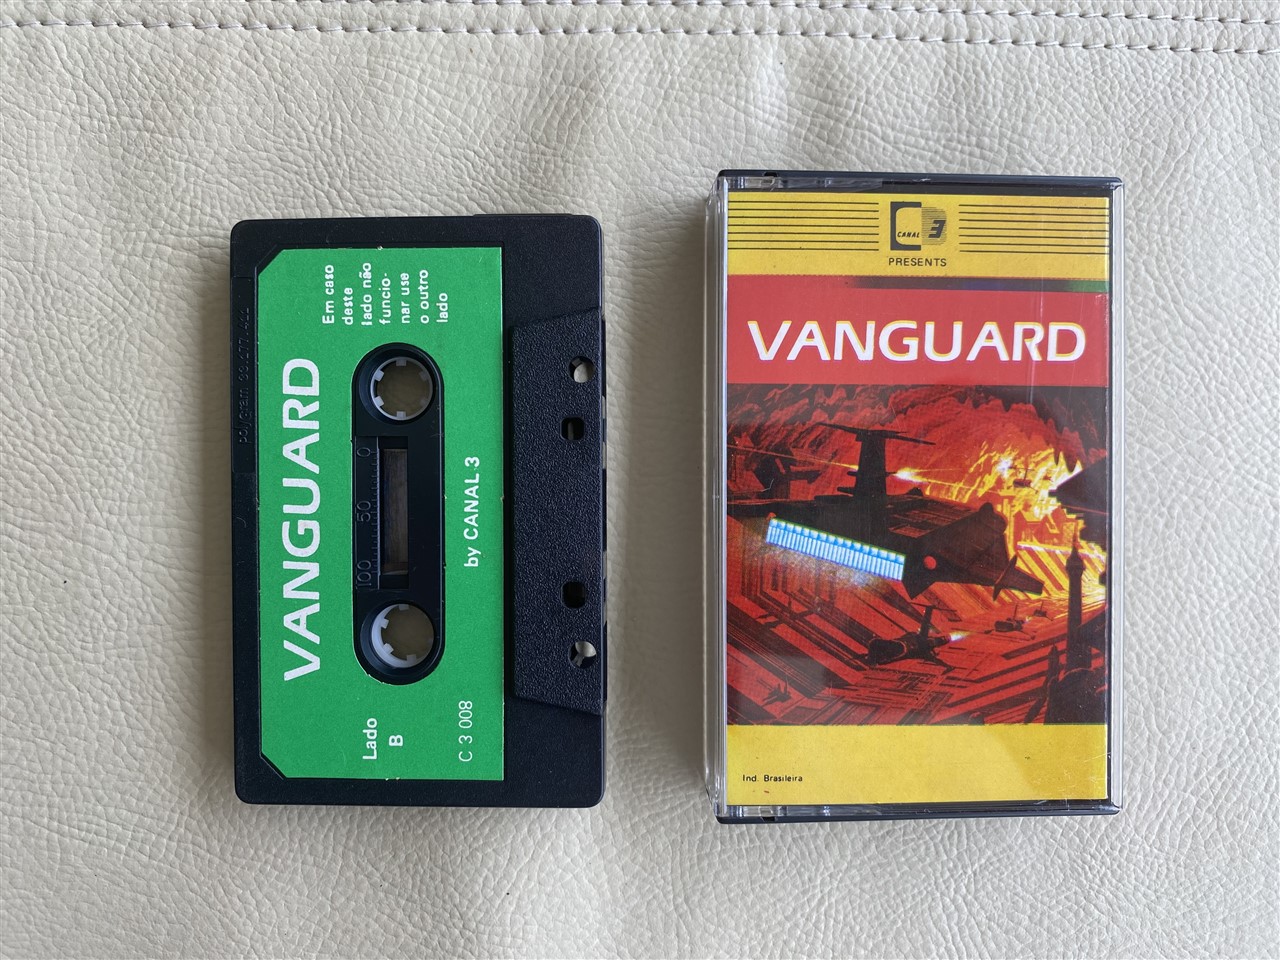 VANGUARD
Em caso
deste
lado não
funcio-
nar use
o outro
lado
100 50 0
by CANAL 3
Lado
B
C 3 008
CANAL 3
PRESENTS
VANGUARD
Ind. Brasileira